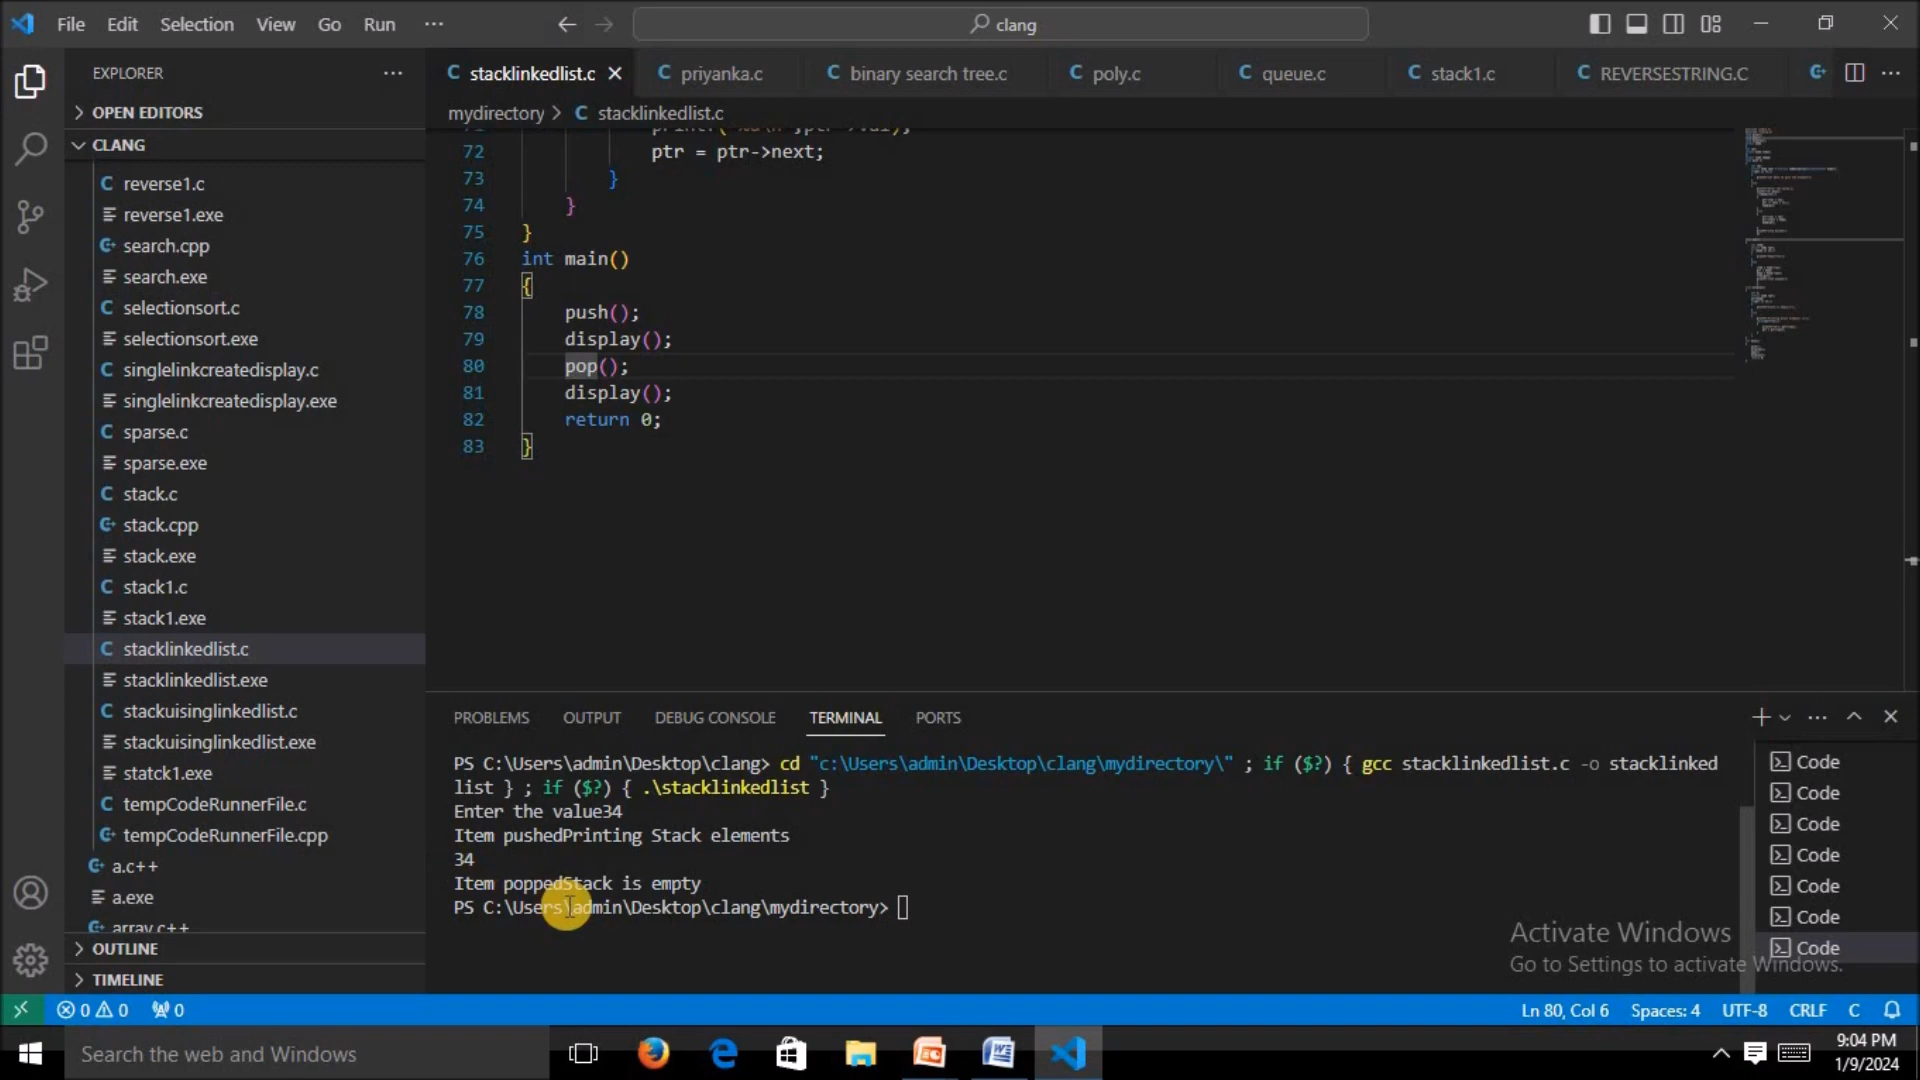 File Edit Selection View Go Run ··· clang
EXPLORER ···
OPEN EDITORS
CLANG
reverse1.c
reverse1.exe
search.cpp
search.exe
selectionsort.c
selectionsort.exe
singlelinkcreatedisplay.c
singlelinkcreatedisplay.exe
sparse.c
sparse.exe
stack.c
stack.cpp
stack.exe
stack1.c
stack1.exe
stacklinkedlist.c
stacklinkedlist.exe
stackuisinglinkedlist.c
stackuisinglinkedlist.exe
statck1.exe
tempCodeRunnerFile.c
tempCodeRunnerFile.cpp
a.c++
a.exe
array.c++
OUTLINE
TIMELINE
stacklinkedlist.c priyanka.c binary search tree.c poly.c queue.c stack1.c REVERSESTRING.C
mydirectory > C stacklinkedlist.c
72 ptr = ptr->next;
73 }
74 }
75 }
76 int main()
77 {
78 push();
79 display();
80 pop();
81 display();
82 return 0;
83 }
PROBLEMS OUTPUT DEBUG CONSOLE TERMINAL PORTS
PS C:\Users\admin\Desktop\clang> cd "c:\Users\admin\Desktop\clang\mydirectory\" ; if ($?) { gcc stacklinkedlist.c -o stacklinked
list } ; if ($?) { .\stacklinkedlist }
Enter the value34
Item pushedPrinting Stack elements
34
Item poppedStack is empty
PS C:\Users\admin\Desktop\clang\mydirectory>
Code
Code
Code
Code
Code
Code
Code
Activate Windows
Go to Settings to activate Windows.
0 0 0 Ln 80, Col 6 Spaces: 4 UTF-8 CRLF C
Search the web and Windows
9:04 PM
1/9/2024